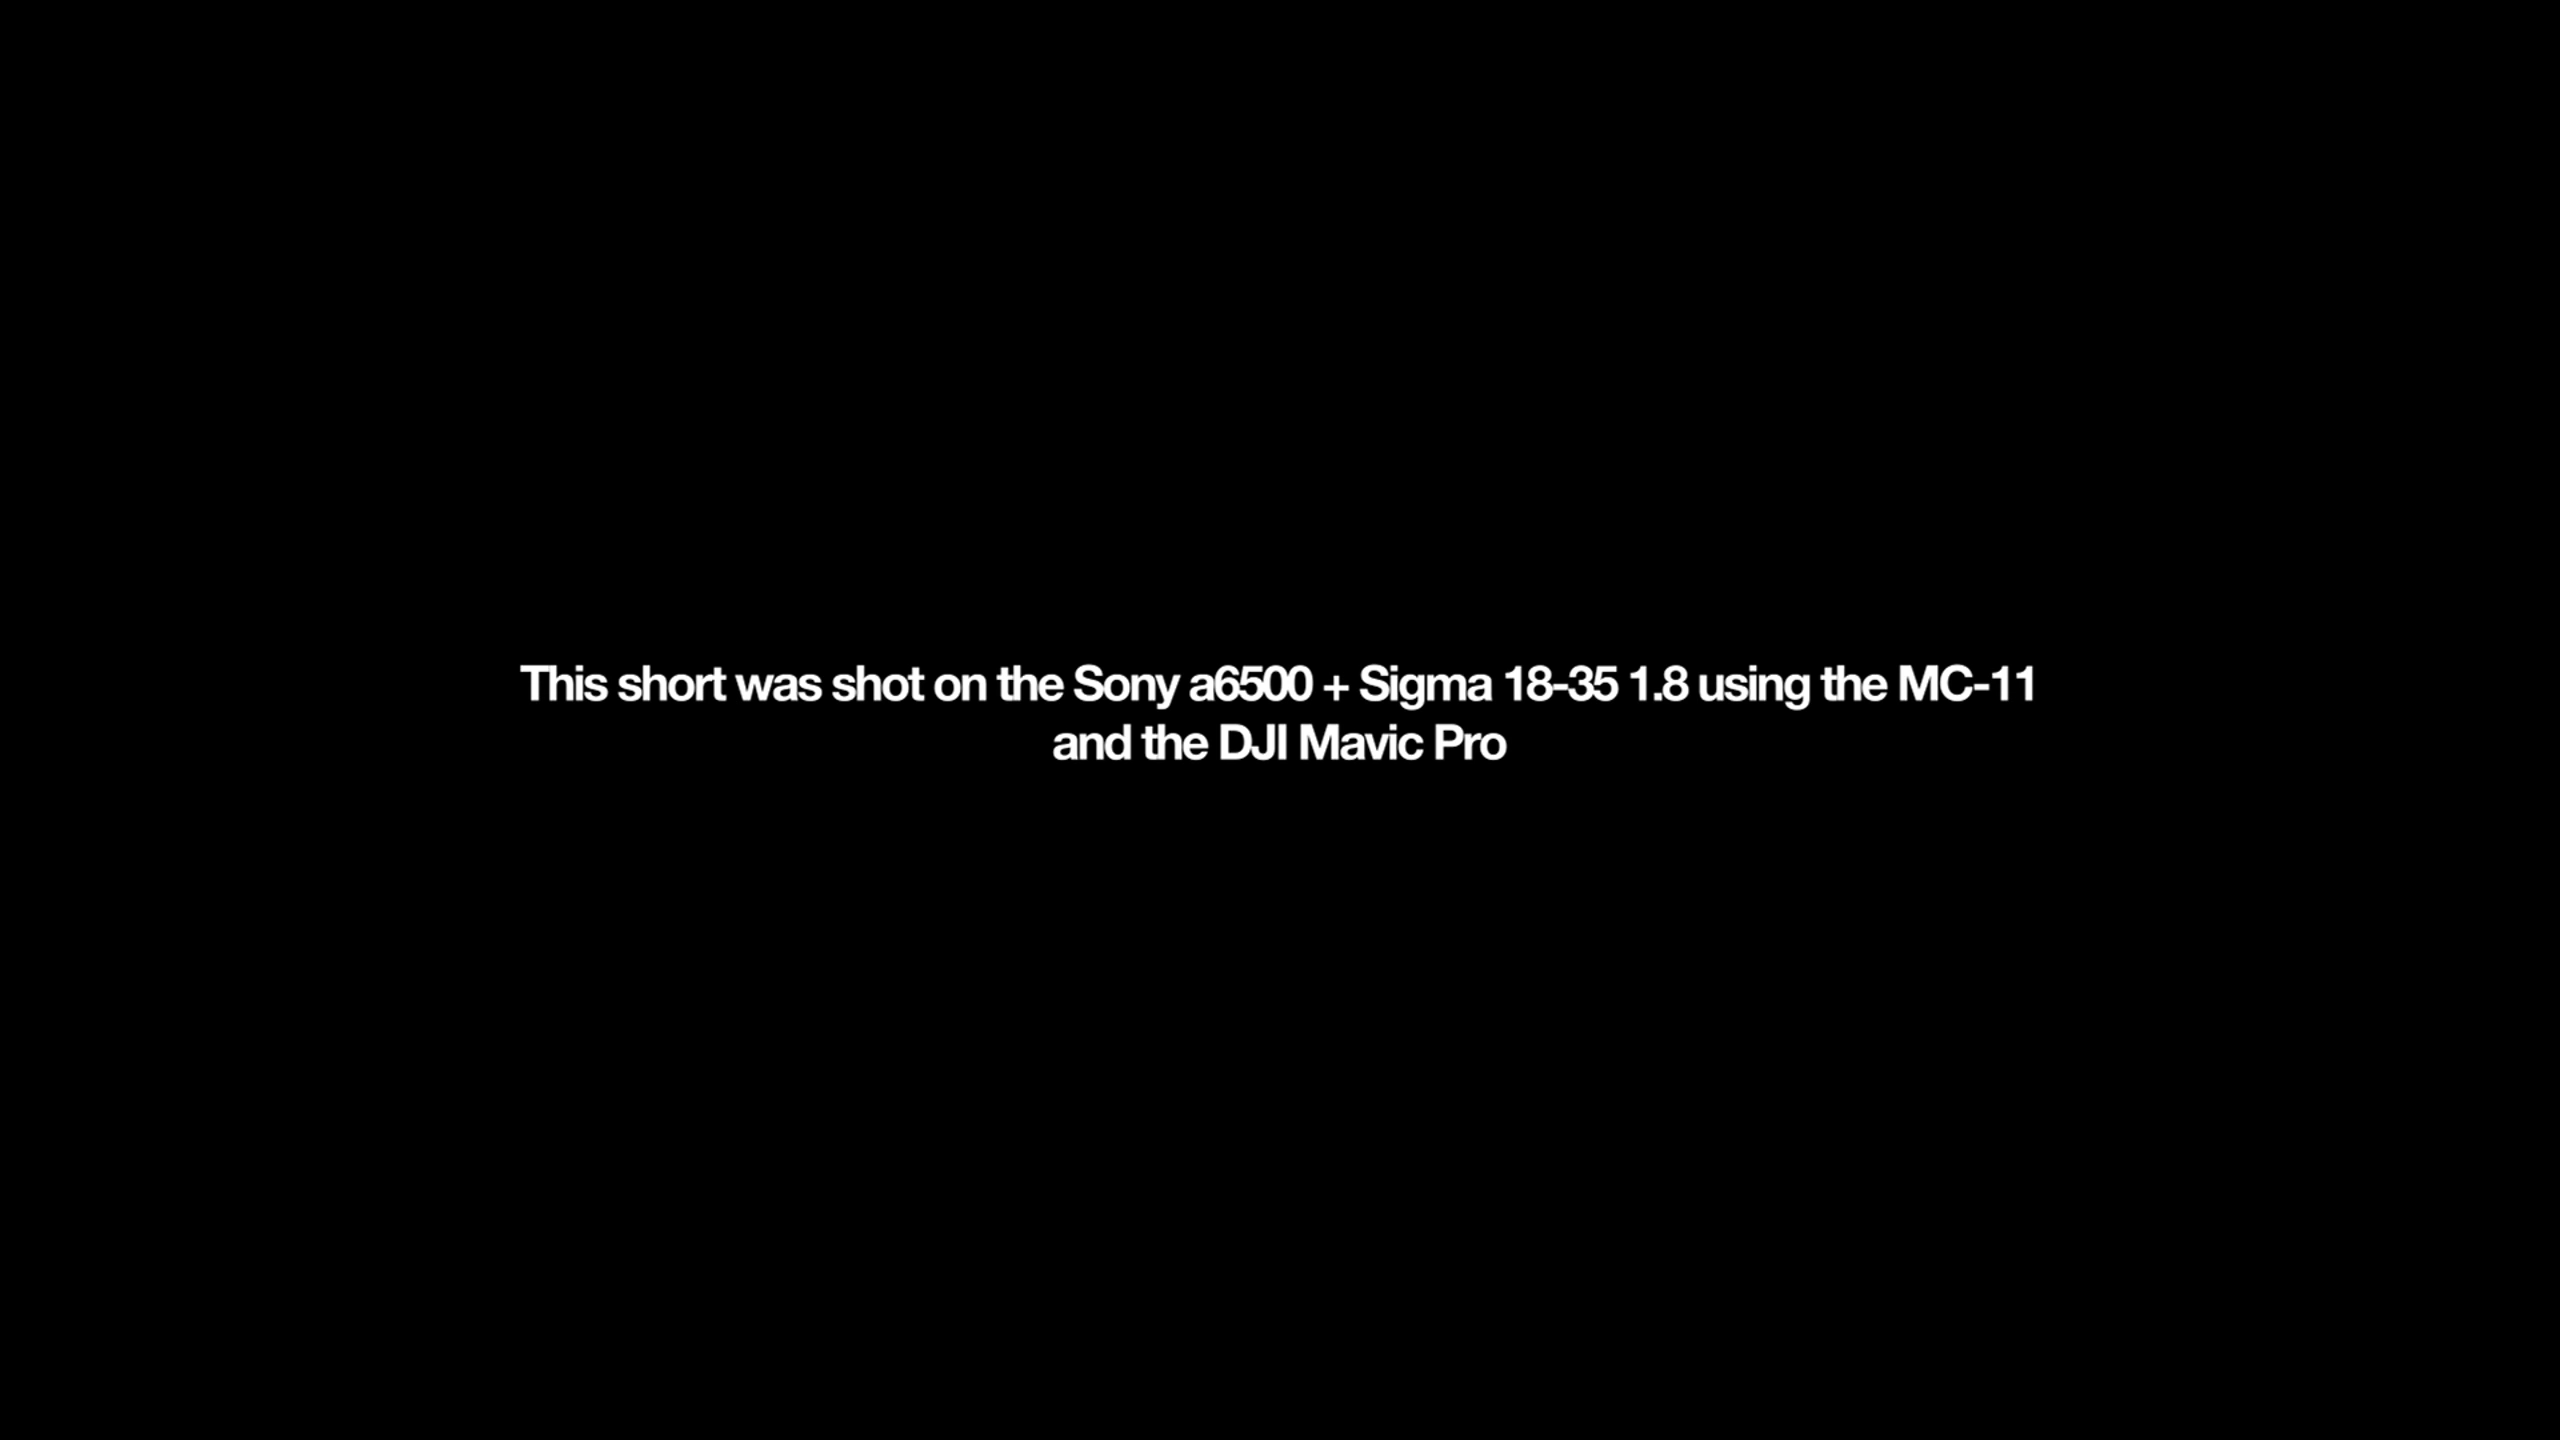 This short was shot on the Sony a6500 + Sigma 18-35 1.8 using the MC-11
and the DJI Mavic Pro